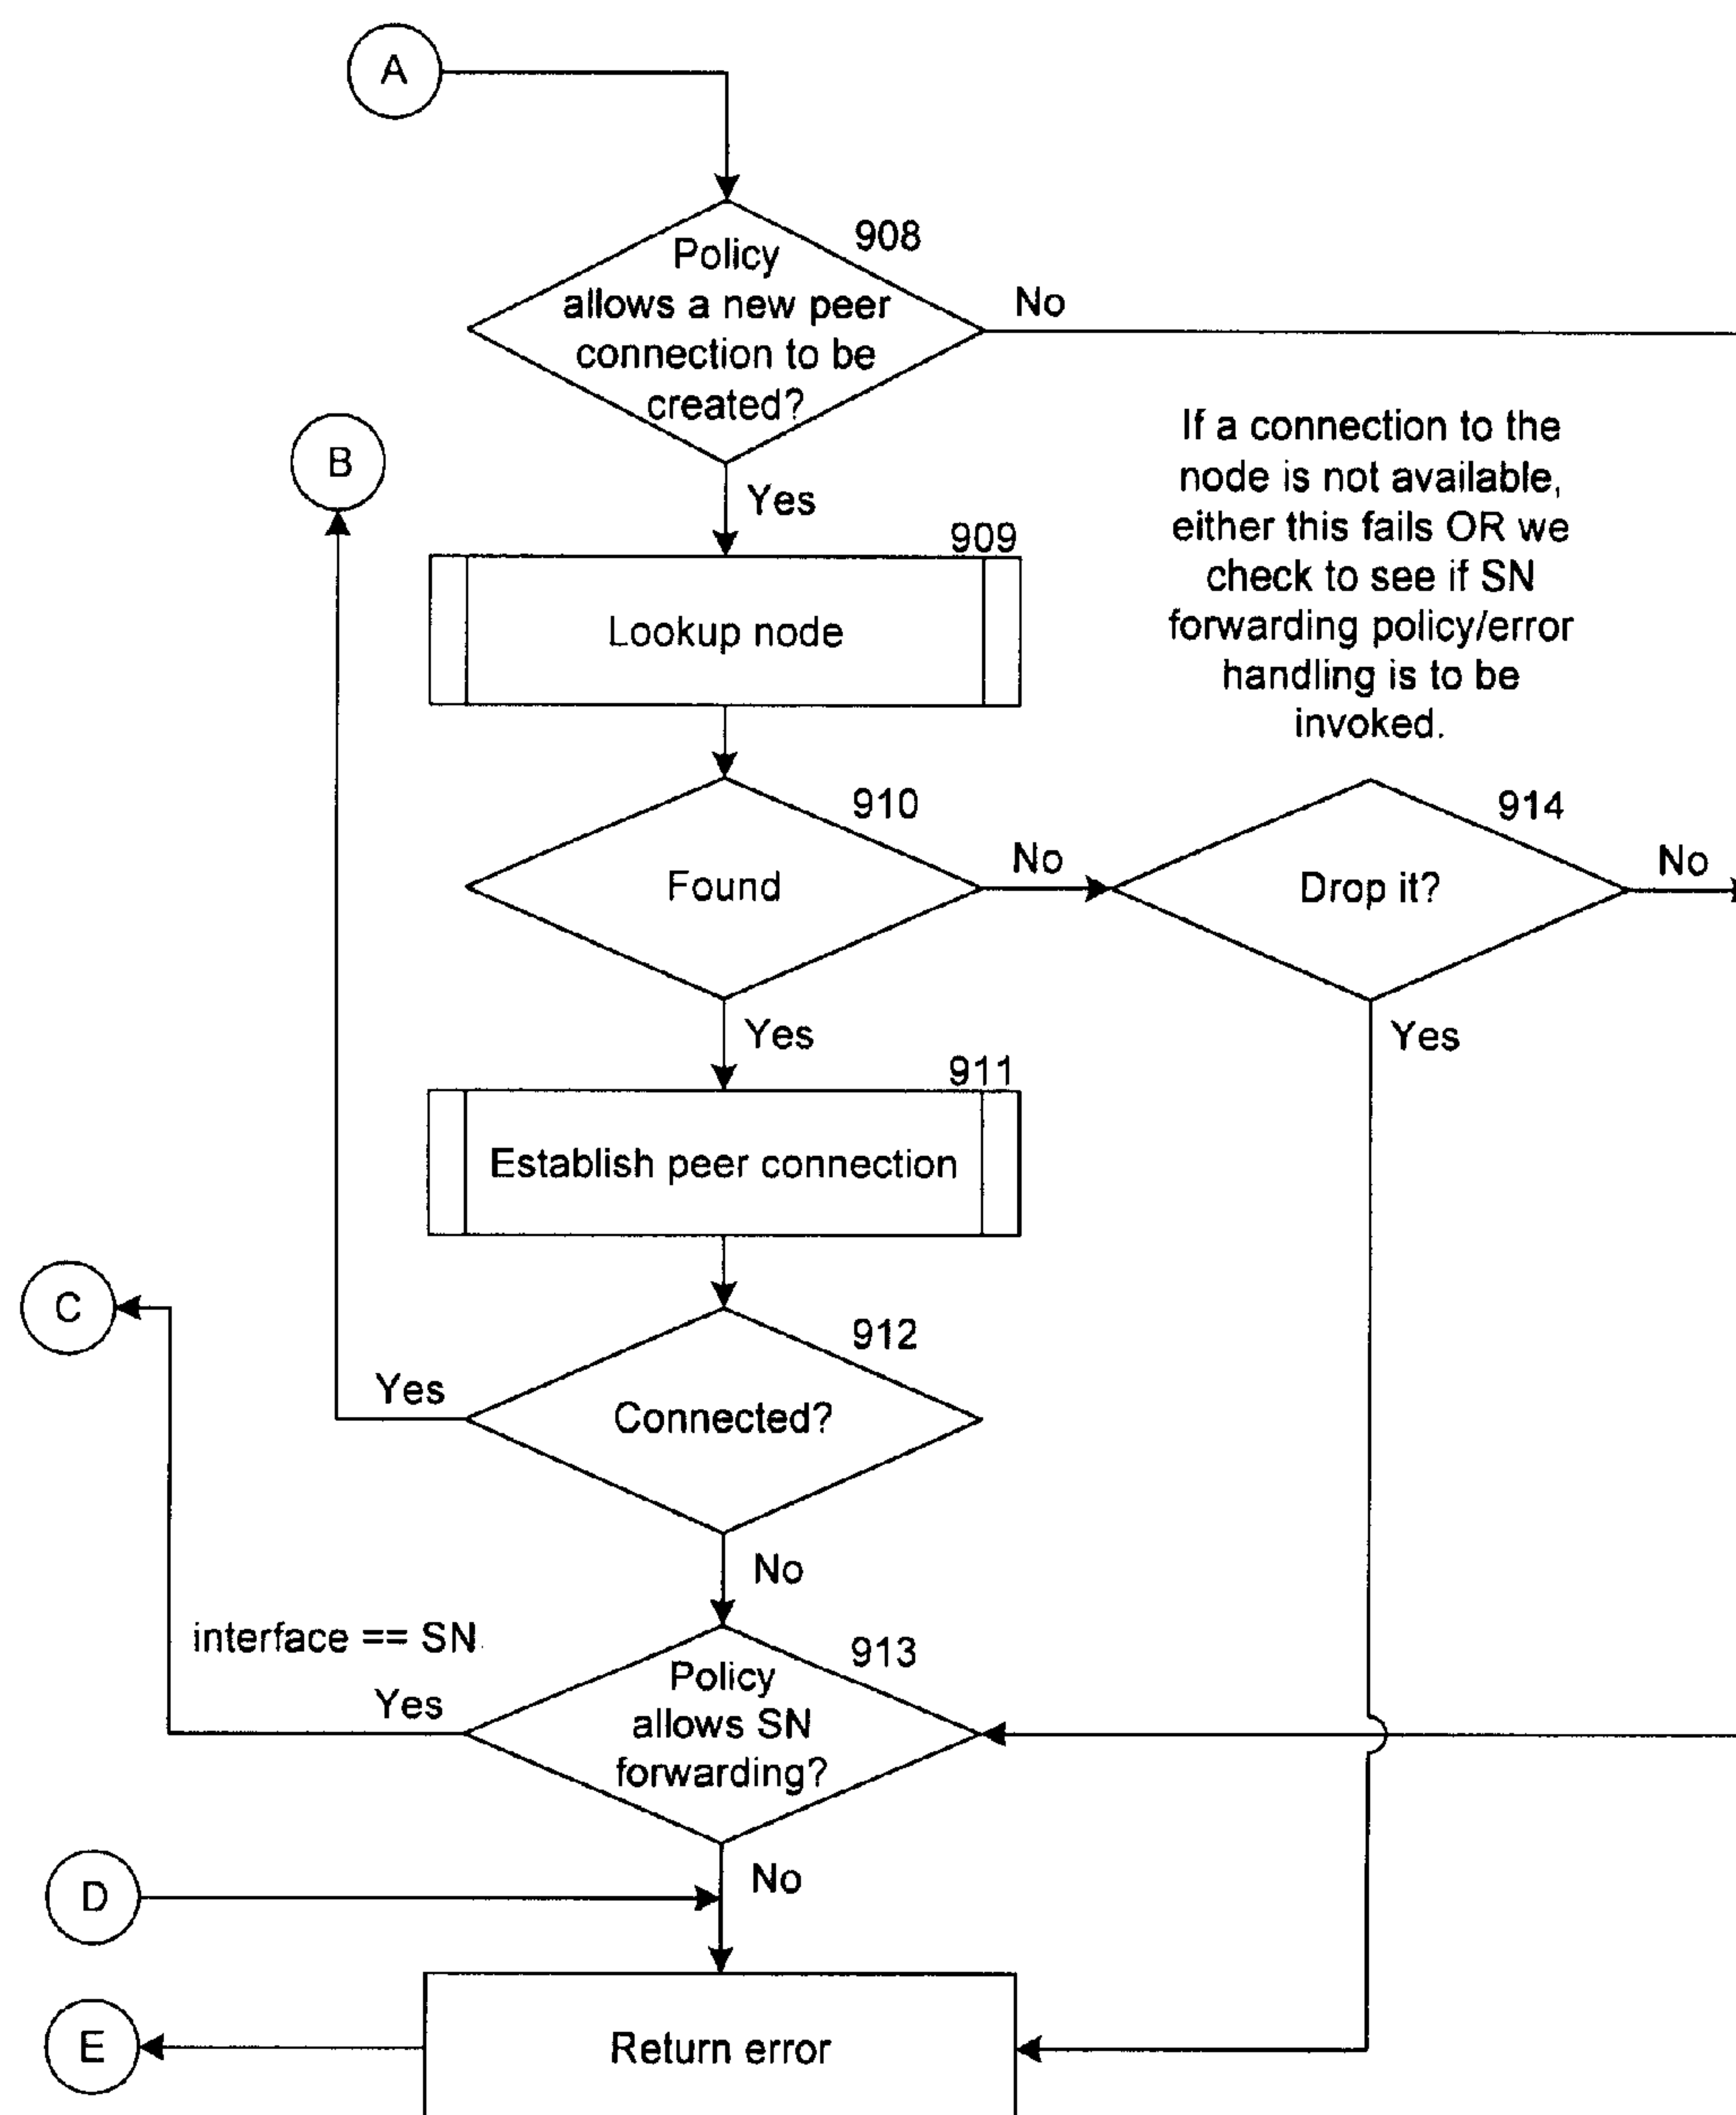 A
908
Policy
allows a new peer
connection to be
created?
No
B
Yes
If a connection to the
node is not available,
either this fails OR we
check to see if SN
forwarding policy/error
handling is to be
invoked.
909
Lookup node
910
Found
No
914
Drop it?
No
Yes
Yes
911
Establish peer connection
C
912
Connected?
Yes
No
interface == SN
913
Policy
allows SN
forwarding?
Yes
No
D
Return error
E